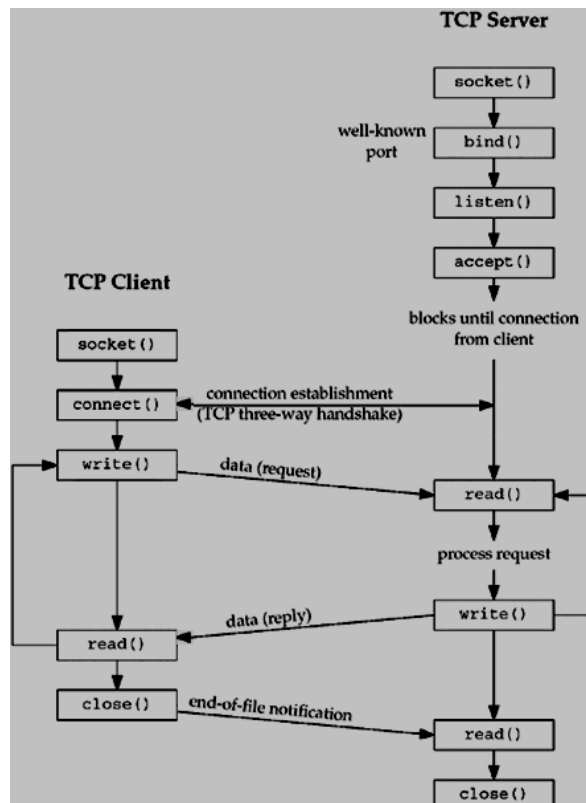 TCP Server
socket()
well-known
port
bind()
listen()
accept()
TCP Client
blocks until connection
from client
socket()
connect()
connection establishment
(TCP three-way handshake)
write()
data (request)
read()
process request
data (reply)
write()
read()
close()
end-of-file notification
read()
close()